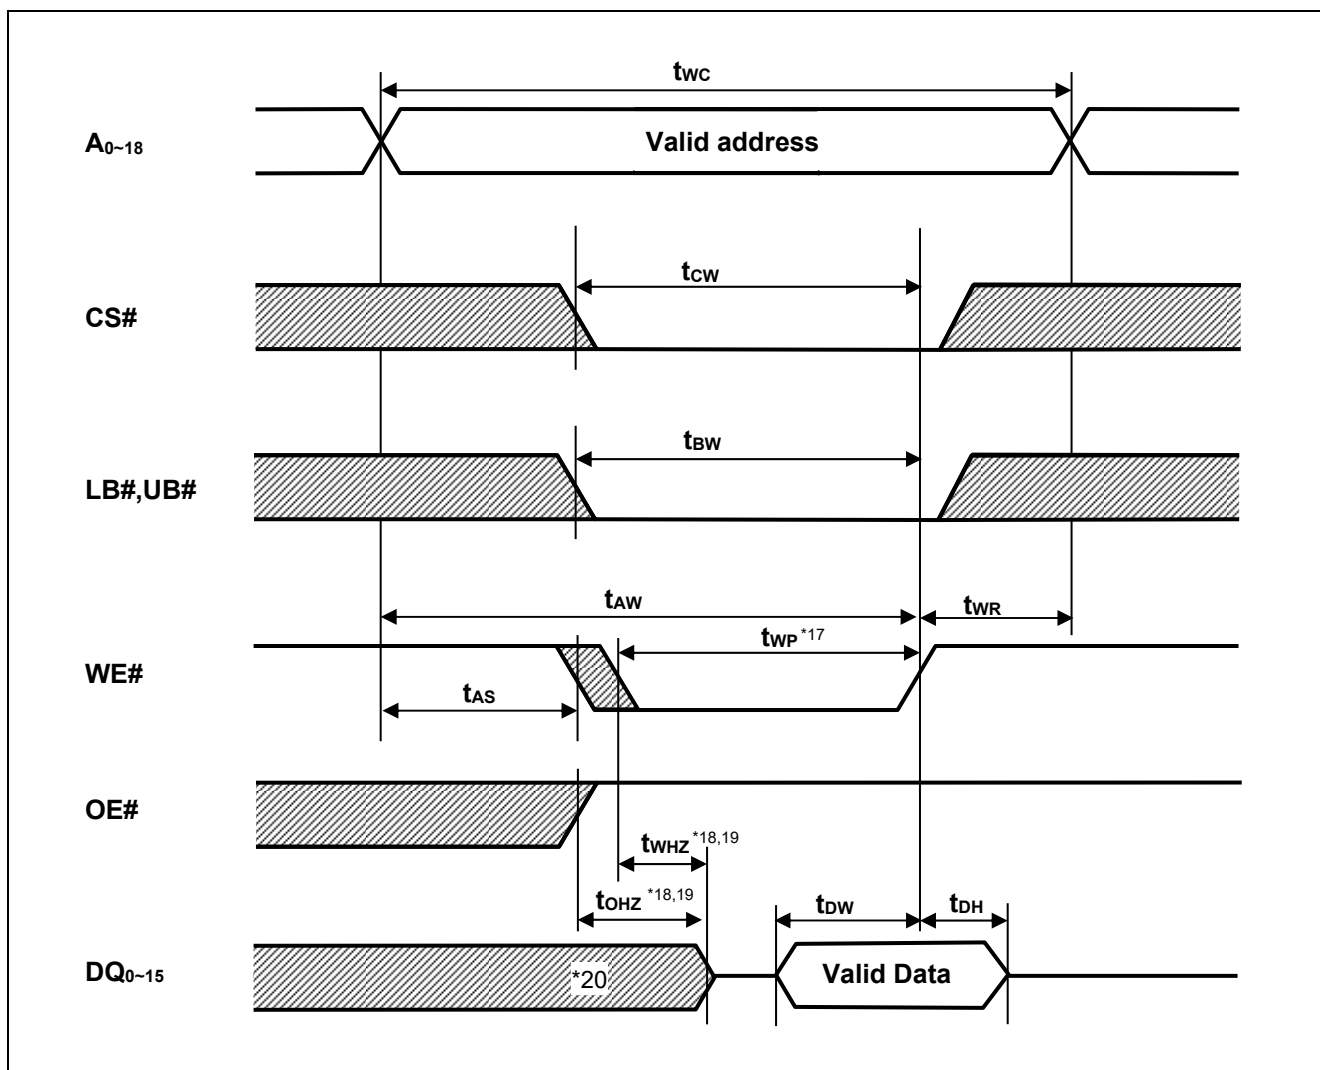 tWC
A0~18
Valid address
tCW
CS#
tBW
LB#,UB#
tAW
tWR
tWP *17
WE#
tAS
OE#
tWHZ *18,19
tOHZ *18,19
tDW
tDH
DQ0~15
*20
Valid Data